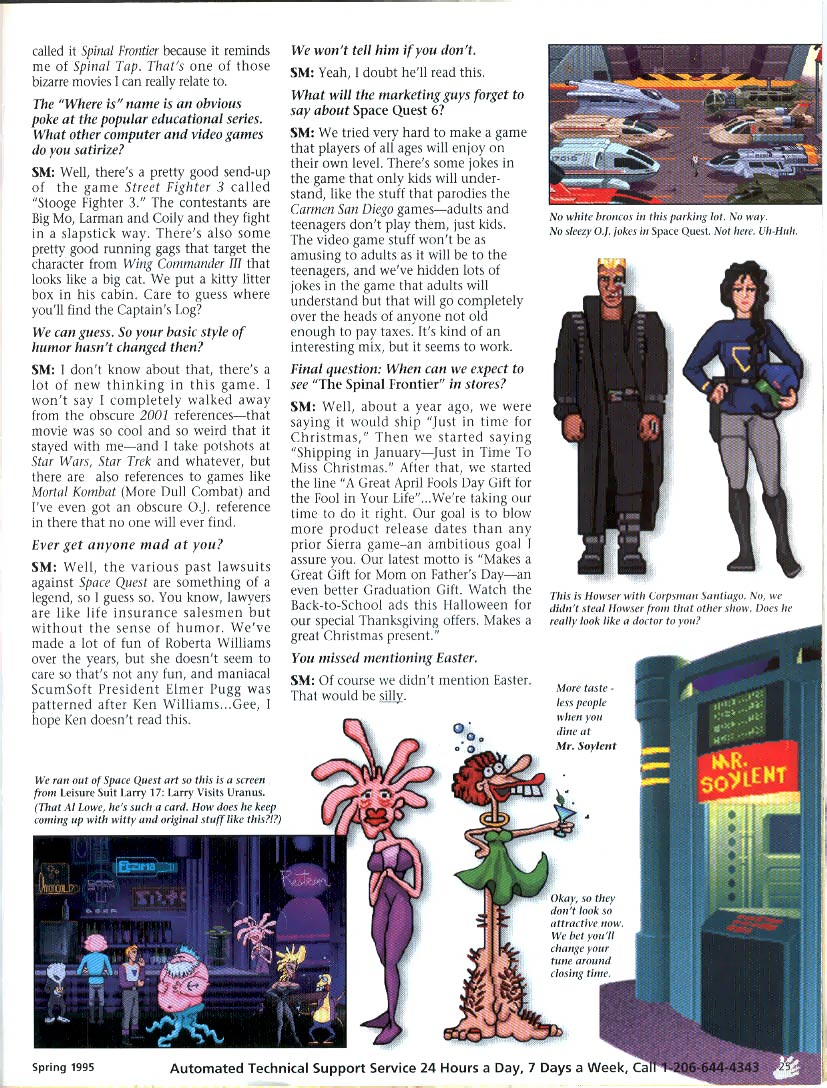 called it Spinal Frontier because it reminds
me of Spinal Tap. That's one of those
bizarre movies I can really relate to.
The "Where is" name is an obvious
poke at the popular educational series.
What other computer and video games
do you satirize?
SM: Well, there's a pretty good send-up
of the game Street Fighter 3 called
"Stooge Fighter 3." The contestants are
Big Mo, Larman and Coily and they fight
in a slapstick way. There's also some
pretty good running gags that target the
character from Wing Commander III that
looks like a big cat. We put a kitty litter
box in his cabin. Care to guess where
you'll find the Captain's Log?
We can guess. So your basic style of
humor hasn't changed then?
SM: I don't know about that, there's a
lot of new thinking in this game. I
won't say I completely walked away
from the obscure 2001 references—that
movie was so cool and so weird that it
stayed with me—and I take potshots at
Star Wars, Star Trek and whatever, but
there are also references to games like
Mortal Kombat (More Dull Combat) and
I've even got an obscure O.J. reference
in there that no one will ever find.
Ever get anyone mad at you?
SM: Well, the various past lawsuits
against Space Quest are something of a
legend, so I guess so. You know, lawyers
are like life insurance salesmen but
without the sense of humor. We've
made a lot of fun of Roberta Williams
over the years, but she doesn't seem to
care so that's not any fun, and maniacal
ScumSoft President Elmer Pugg was
patterned after Ken Williams...Gee, I
hope Ken doesn't read this.
We won't tell him if you don't.
SM: Yeah, I doubt he'll read this.
What will the marketing guys forget to
say about Space Quest 6?
SM: We tried very hard to make a game
that players of all ages will enjoy on
their own level. There's some jokes in
the game that only kids will under-
stand, like the stuff that parodies the
Carmen San Diego games—adults and
teenagers don't play them, just kids.
The video game stuff won't be as
amusing to adults as it will be to the
teenagers, and we've hidden lots of
jokes in the game that adults will
understand but that will go completely
over the heads of anyone not old
enough to pay taxes. It's kind of an
interesting mix, but it seems to work.
Final question: When can we expect to
see "The Spinal Frontier" in stores?
SM: Well, about a year ago, we were
saying it would ship "Just in time for
Christmas," Then we started saying
"Shipping in January—Just in Time To
Miss Christmas." After that, we started
the line "A Great April Fools Day Gift for
the Fool in Your Life"...We're taking our
time to do it right. Our goal is to blow
more product release dates than any
prior Sierra game–an ambitious goal I
assure you. Our latest motto is "Makes a
Great Gift for Mom on Father's Day—an
even better Graduation Gift. Watch the
Back-to-School ads this Halloween for
our special Thanksgiving offers. Makes a
great Christmas present."
You missed mentioning Easter.
SM: Of course we didn't mention Easter.
That would be silly.
No white broncos in this parking lot. No way.
No sleezy O.J. jokes in Space Quest. Not here. Uh-Huh.
This is Howser with Corpsman Santiago. No, we
didn't steal Howser from that other show. Does he
really look like a doctor to you?
More taste -
less people
when you
dine at
Mr. Soylent
MR.
SOYLENT
Okay, so they
don't look so
attractive now.
We bet you'll
change your
tune around
closing time.
We ran out of Space Quest art so this is a screen
from Leisure Suit Larry 17: Larry Visits Uranus.
(That Al Lowe, he's such a card. How does he keep
coming up with witty and original stuff like this?!?)
Eczima
BEER
Spring 1995
Automated Technical Support Service 24 Hours a Day, 7 Days a Week, Call 1-206-644-4343
25